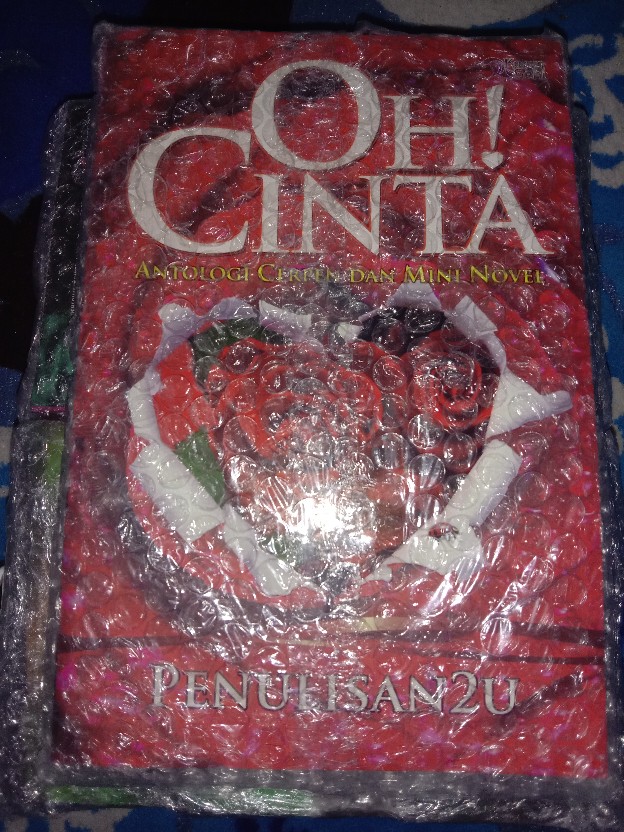 OH!
CINTA
ANTOLOGI CERPEN DAN MINI NOVEL
PENULISAN2U